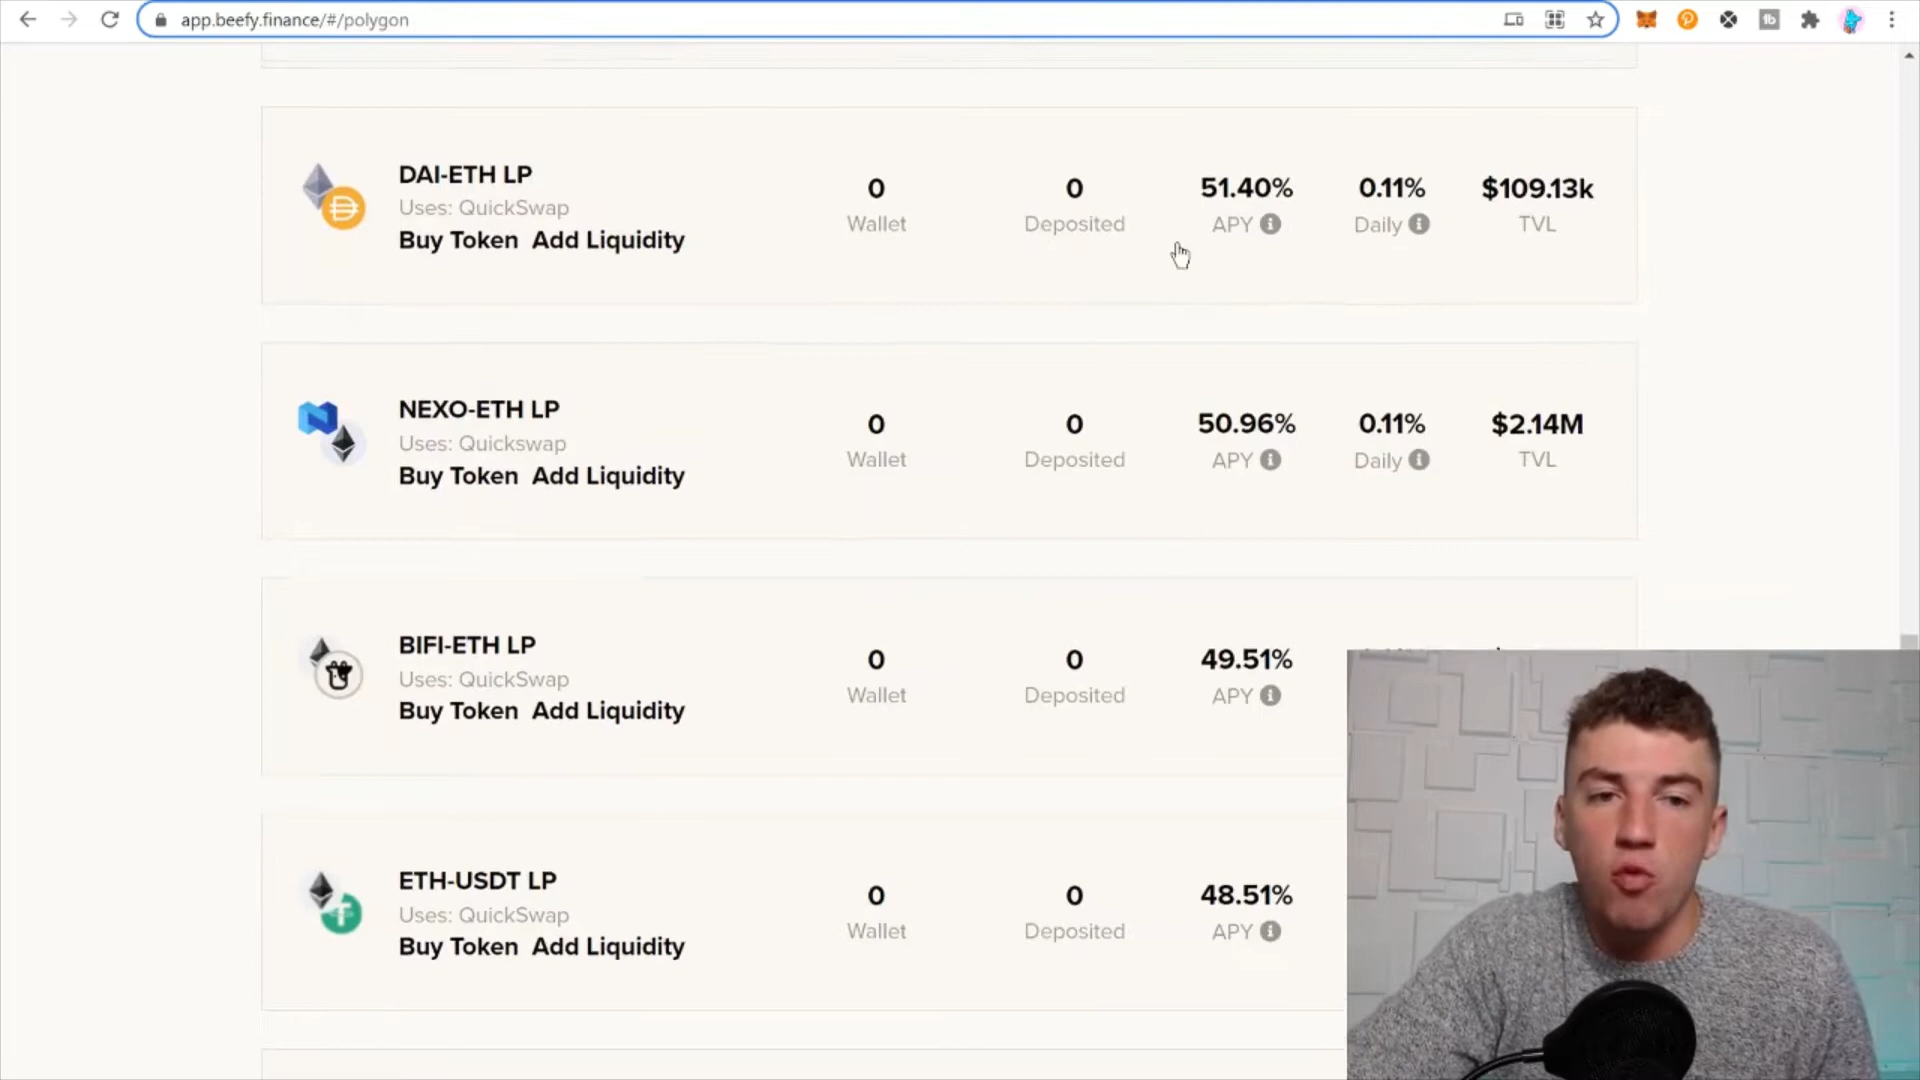 app.beefy.finance/#/polygon
DAI-ETH LP
Uses: QuickSwap
Buy Token Add Liquidity
0
Wallet
0
Deposited
51.40%
APY
0.11%
Daily
$109.13k
TVL
NEXO-ETH LP
Uses: Quickswap
Buy Token Add Liquidity
0
Wallet
0
Deposited
50.96%
APY
0.11%
Daily
$2.14M
TVL
BIFI-ETH LP
Uses: QuickSwap
Buy Token Add Liquidity
0
Wallet
0
Deposited
49.51%
APY
ETH-USDT LP
Uses: QuickSwap
Buy Token Add Liquidity
0
Wallet
0
Deposited
48.51%
APY